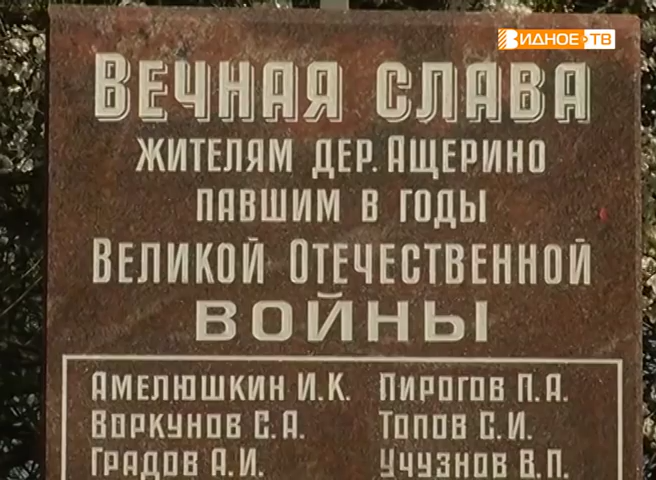 ВИДНОЕ ТВ
Вечная слава
жителям дер. Ащерино
павшим в годы
Великой Отечественной
войны
Амелюшкин И.К.
Воркунов С.А.
Градов А.И.
Пирогов П.А.
Топов С.И.
Учузнов В.П.